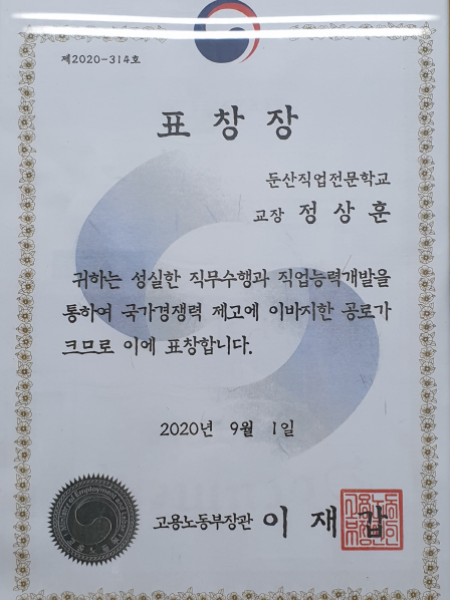 제2020-314호
표창장
둔산직업전문학교
교장 정상훈
귀하는 성실한 직무수행과 직업능력개발을
통하여 국가경쟁력 제고에 이바지한 공로가
크므로 이에 표창합니다.
2020년 9월 1일
고용노동부장관 이재갑